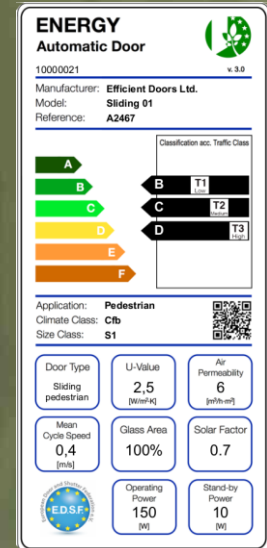 ENERGY
Automatic Door
10000021
v. 3.0
Manufacturer: Efficient Doors Ltd.
Model: Sliding 01
Reference: A2467
Classification acc. Traffic Class
A
B
C
D
E
F
B T1
Low
C T2
D T3
High
Application: Pedestrian
Climate Class: Cfb
Size Class: S1
Door Type
Sliding
pedestrian
U-Value
2,5
[W/m²·K]
Air
Permeability
6
[m³/h·m²]
Mean
Cycle Speed
0,4
[m/s]
Glass Area
100%
Solar Factor
0.7
E.D.S.F.
Operating
Power
150
[W]
Stand-by
Power
10
[W]